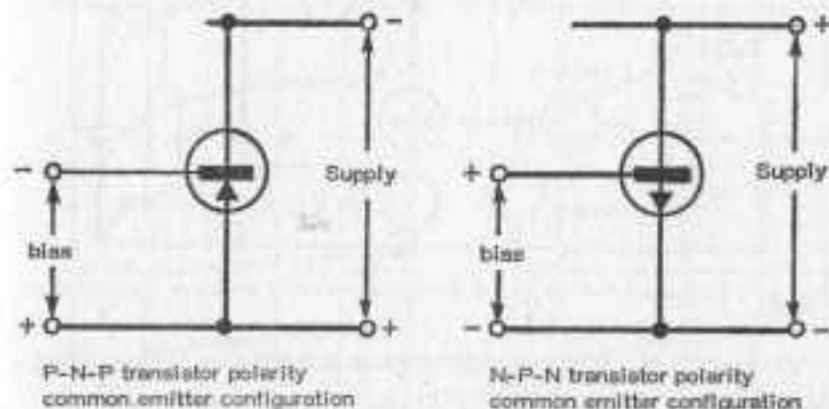 -
+
-
Supply
+
Supply
bias
bias
+
+
-
-
P-N-P transistor polarity
common emitter configuration
N-P-N transistor polarity
common emitter configuration